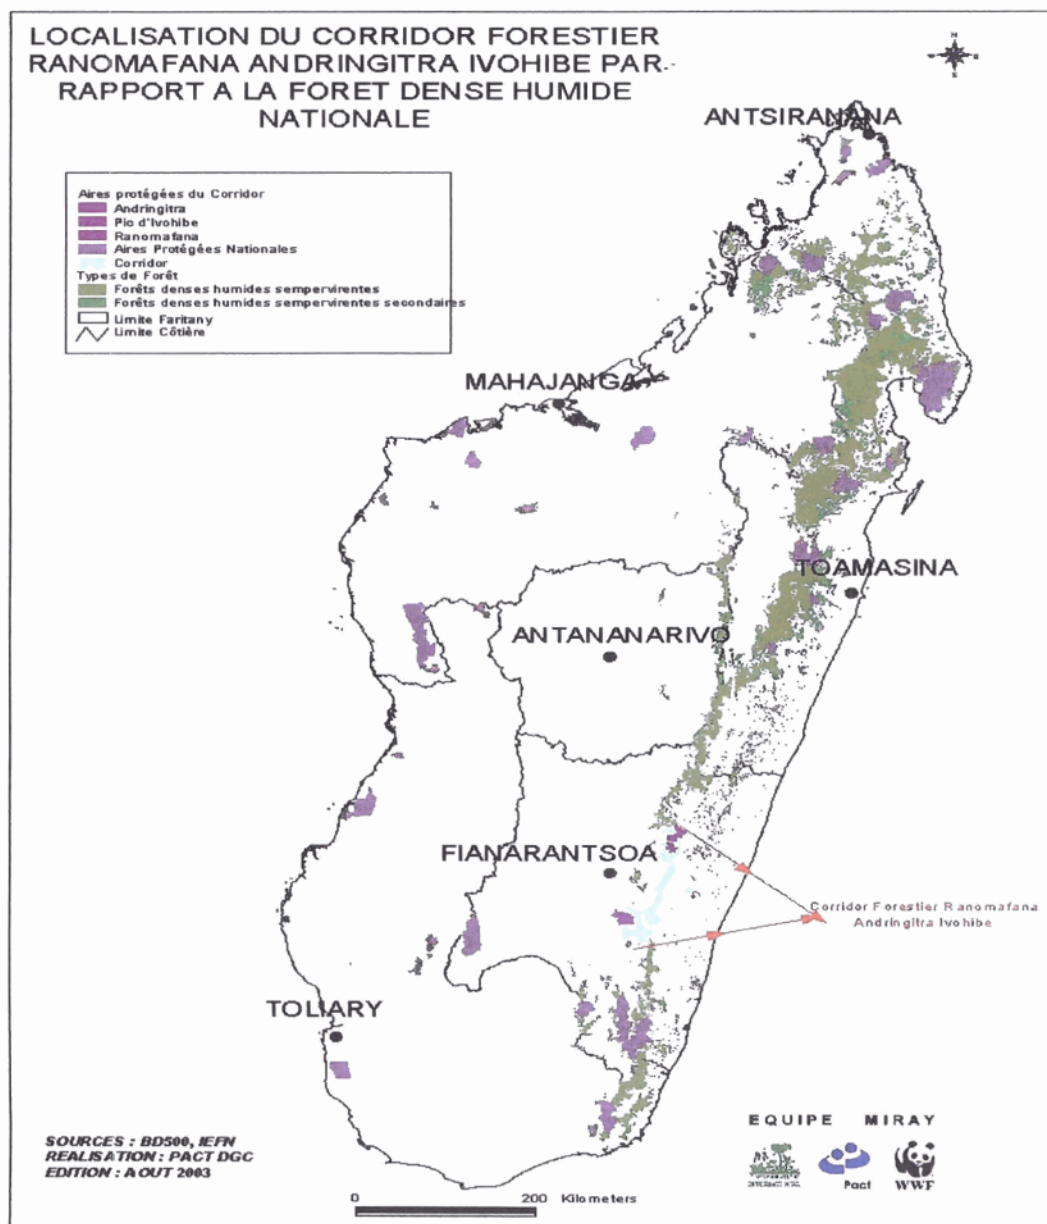 LOCALISATION DU CORRIDOR FORESTIER
RANOMAFANA ANDRINGITRA IVOHIBE PAR
RAPPORT A LA FORET DENSE HUMIDE
NATIONALE
N
S
ANTSIRANANA
Aires protégées du Corridor
Andringitra
Pic d'Ivohibe
Ranomafana
Aires Protégées Nationales
Corridor
Types de Forêt
Forêts denses humides sempervirentes
Forêts denses humides sempervirentes secondaires
Limite Faritany
Limite Côtière
MAHAJANGA
TOAMASINA
ANTANANARIVO
FIANARANTSOA
Corridor Forestier Ranomafana
Andringitra Ivohibe
TOLIARY
EQUIPE MIRAY
SOURCES : BD500, IEFN
REALISATION : PACT DGC
EDITION : AOUT 2003
Pact
WWF
0 200 Kilometers